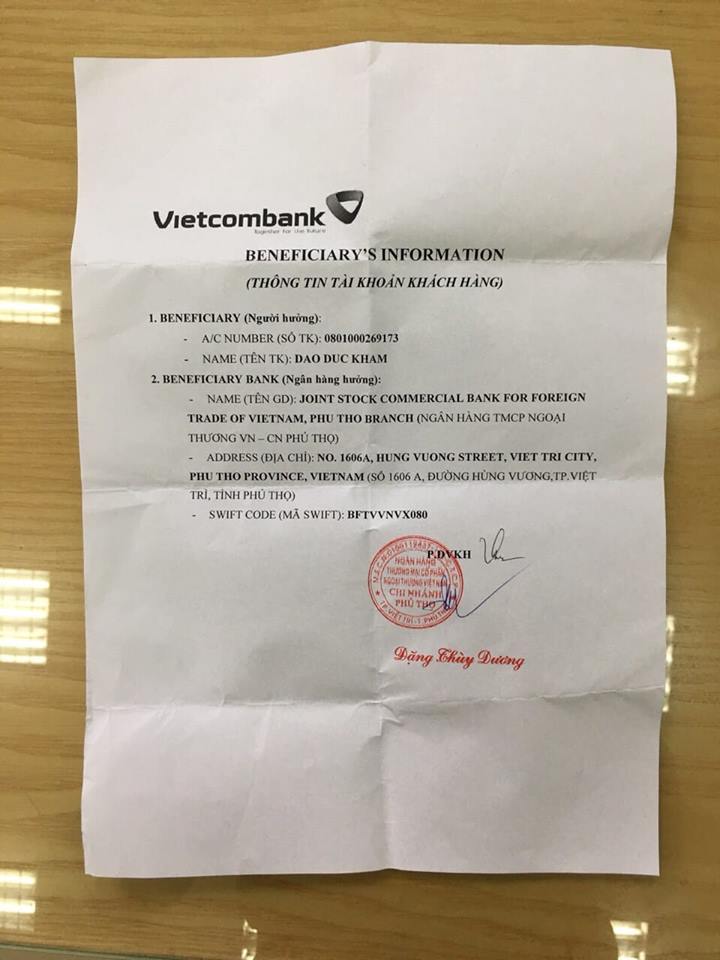 Vietcombank
Together for the future
BENEFICIARY'S INFORMATION
(THÔNG TIN TÀI KHOẢN KHÁCH HÀNG)
1. BENEFICIARY (Người hưởng):
- A/C NUMBER (SỐ TK): 0801000269173
- NAME (TÊN TK): DAO DUC KHAM
2. BENEFICIARY BANK (Ngân hàng hưởng):
- NAME (TÊN GD): JOINT STOCK COMMERCIAL BANK FOR FOREIGN
TRADE OF VIETNAM, PHU THO BRANCH (NGÂN HÀNG TMCP NGOẠI
THƯƠNG VN – CN PHÚ THỌ)
- ADDRESS (ĐỊA CHỈ): NO. 1606A, HUNG VUONG STREET, VIET TRI CITY,
PHU THO PROVINCE, VIETNAM (SỐ 1606 A, ĐƯỜNG HÙNG VƯƠNG,TP.VIỆT
TRÌ, TỈNH PHÚ THỌ)
- SWIFT CODE (MÃ SWIFT): BFTVVNVX080
P.DVKH
NGÂN HÀNG
THƯƠNG MẠI CỔ PHẦN
NGOẠI THƯƠNG VIỆT NAM
CHI NHÁNH
PHÚ THỌ
Đặng Thùy Dương